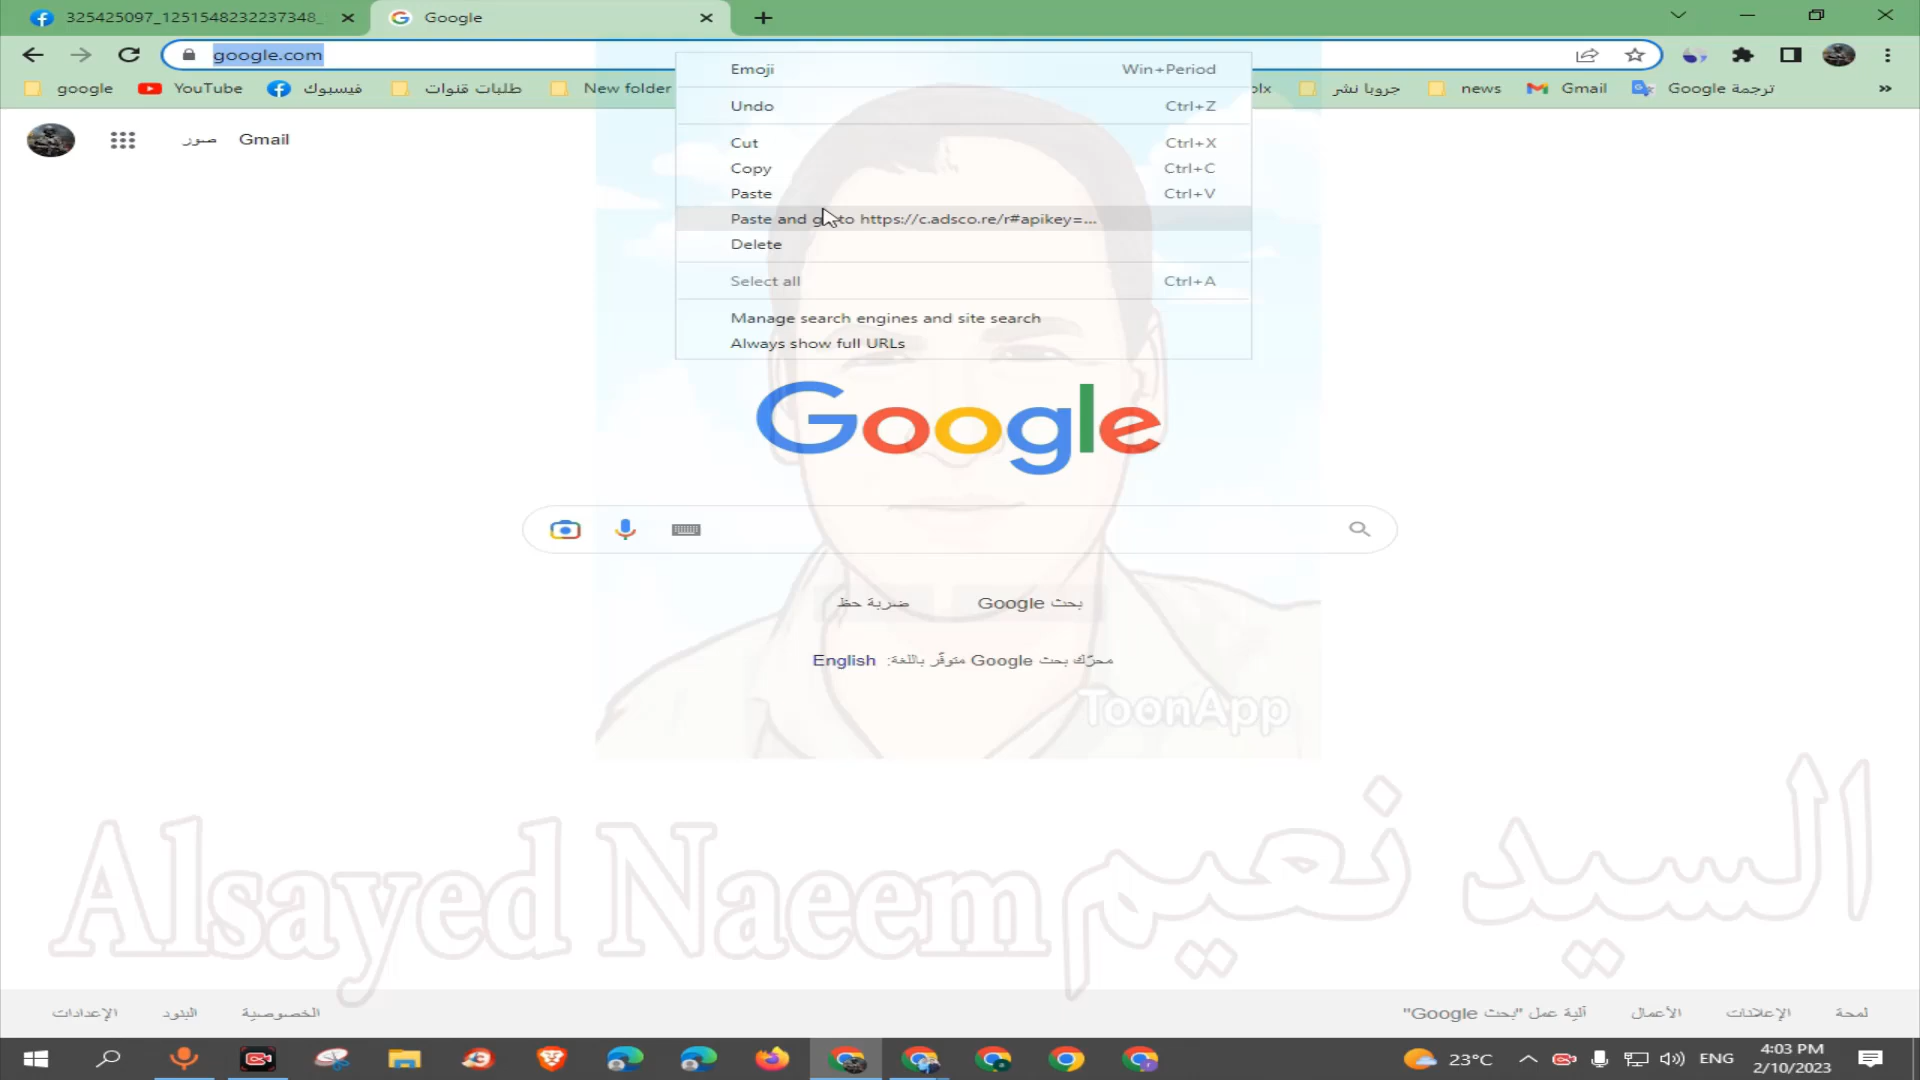 325425097_1251548232237348_
Google
google.com
google
YouTube
فيسبوك
طلبات قنوات
New folder
olx
جروبا نشر
news
Gmail
ترجمة Google
صور
Gmail
Emoji Win+Period
Undo Ctrl+Z
Cut Ctrl+X
Copy Ctrl+C
Paste Ctrl+V
Paste and go to https://c.adsco.re/r#apikey=...
Delete
Select all Ctrl+A
Manage search engines and site search
Always show full URLs
Google
بحث Google
ضربة حظ
محرّك بحث Google متوفّر باللغة: English
ToonApp
Alsayed Naeem السيد نعيم
لمحة
الإعلانات
الأعمال
آلية عمل "بحث Google"
الخصوصية
البنود
الإعدادات
23°C
ENG
4:03 PM
2/10/2023